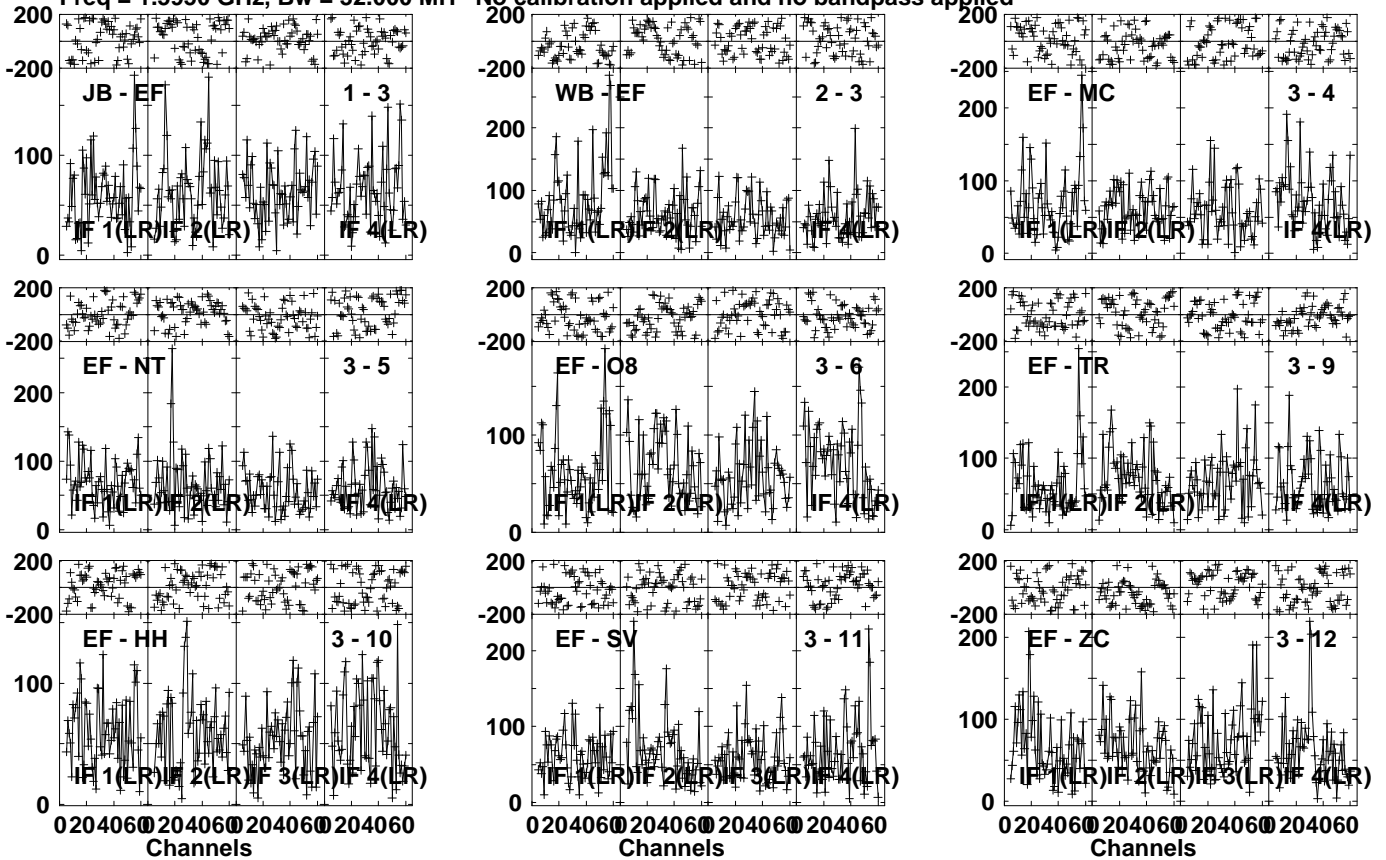 No calibration applied and no bandpass applied
-200
JB - EF 1 - 3
100
0
IF 1(LR) IF 2(LR) IF 4(LR)
-200
WB - EF 2 - 3
200
100
0
IF 1(LR) IF 2(LR) IF 4(LR)
-200
EF - MC 3 - 4
200
100
0
IF 1(LR) IF 2(LR) IF 4(LR)
200
-200
EF - NT 3 - 5
200
100
0
IF 1(LR) IF 2(LR) IF 4(LR)
200
-200
EF - O8 3 - 6
100
0
IF 1(LR) IF 2(LR) IF 4(LR)
200
-200
EF - TR 3 - 9
200
100
0
IF 1(LR) IF 2(LR) IF 4(LR)
200
-200
EF - HH 3 - 10
100
0
IF 1(LR) IF 2(LR) IF 3(LR) IF 4(LR)
0 20 40 60 0 20 40 60 0 20 40 60 0 20 40 60
Channels
200
-200
EF - SV 3 - 11
200
100
0
IF 1(LR) IF 2(LR) IF 3(LR) IF 4(LR)
0 20 40 60 0 20 40 60 0 20 40 60 0 20 40 60
Channels
200
-200
EF - ZC 3 - 12
200
100
0
IF 1(LR) IF 2(LR) IF 3(LR) IF 4(LR)
0 20 40 60 0 20 40 60 0 20 40 60 0 20 40 60
Channels